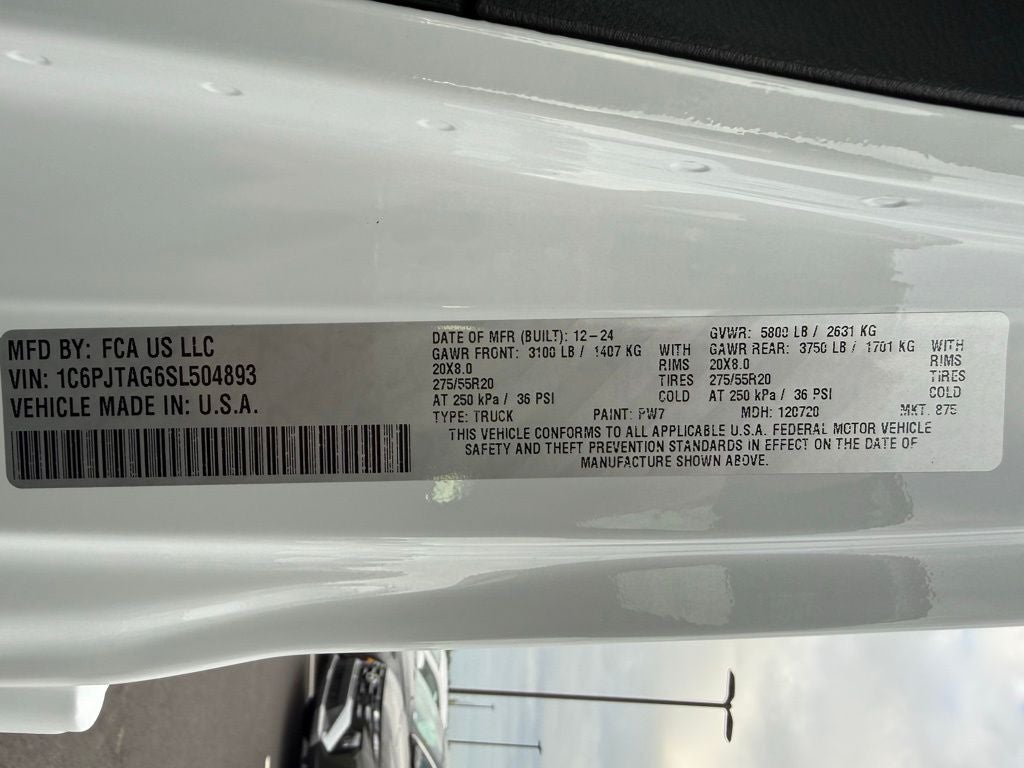 MFD BY: FCA US LLC
VIN: 1C6PJTAG6SL504893
VEHICLE MADE IN: U.S.A.
DATE OF MFR (BUILT): 12-24 GVWR: 5800 LB / 2631 KG
GAWR FRONT: 3100 LB / 1407 KG WITH GAWR REAR: 3750 LB / 1701 KG WITH
20X8.0 RIMS 20X8.0 RIMS
275/55R20 TIRES 275/55R20 TIRES
AT 250 kPa / 36 PSI COLD AT 250 kPa / 36 PSI COLD
TYPE: TRUCK PAINT: PW7 MDH: 120720 MKT: 875
THIS VEHICLE CONFORMS TO ALL APPLICABLE U.S.A. FEDERAL MOTOR VEHICLE
SAFETY AND THEFT PREVENTION STANDARDS IN EFFECT ON THE DATE OF
MANUFACTURE SHOWN ABOVE.